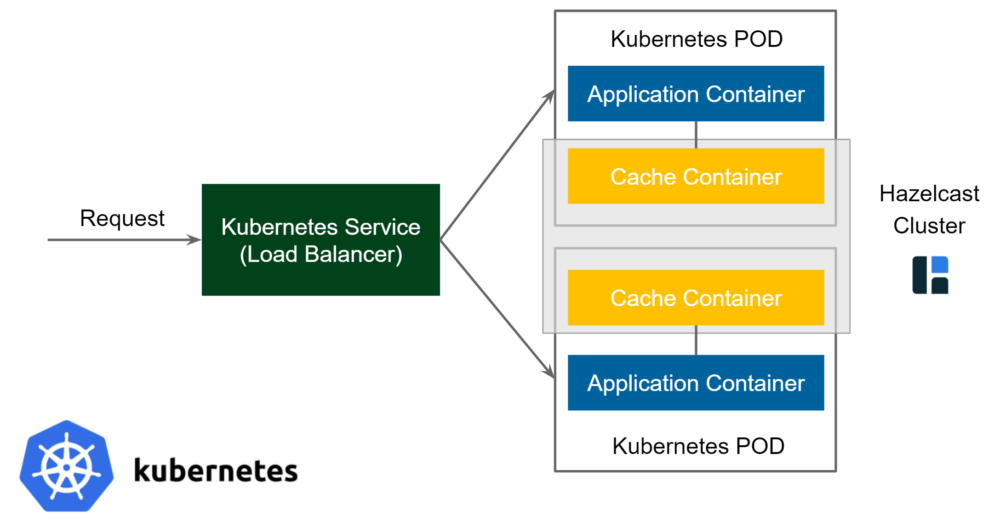 Kubernetes POD
Application Container
Cache Container
Request
Kubernetes Service
(Load Balancer)
Hazelcast
Cluster
Cache Container
Application Container
Kubernetes POD
kubernetes